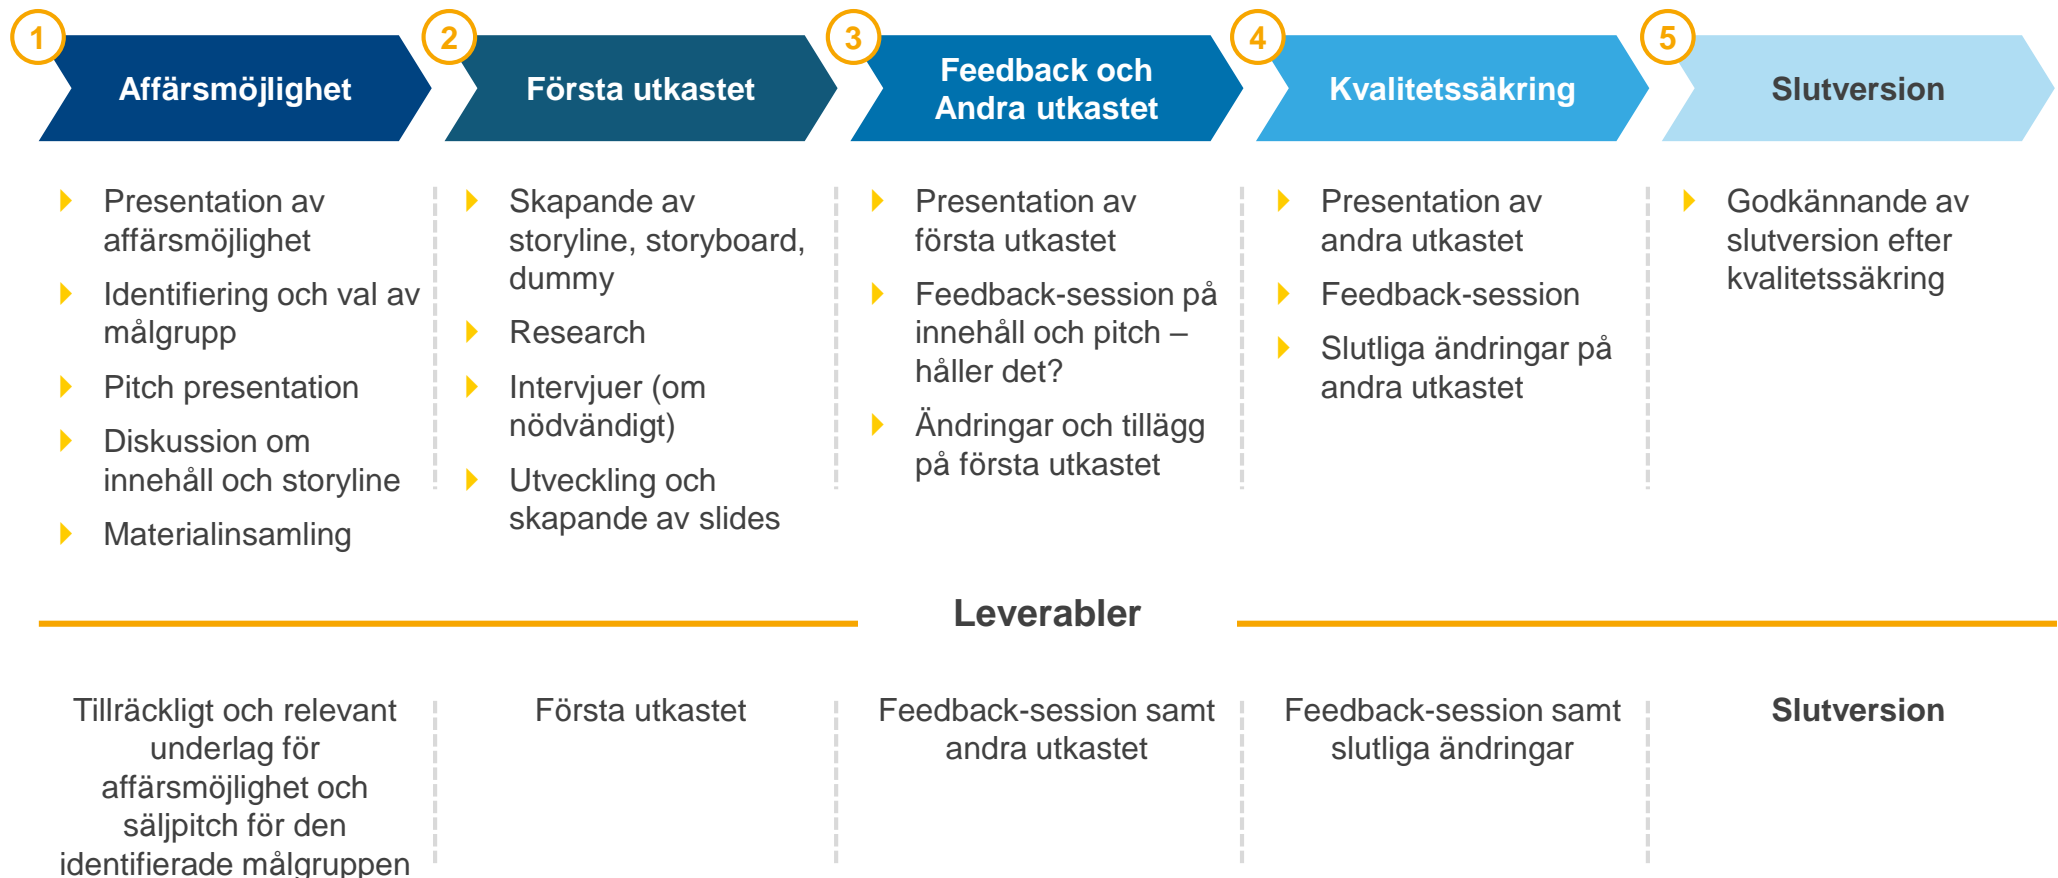 1
Affärsmöjlighet
2
Första utkastet
3
Feedback och
Andra utkastet
4
Kvalitetssäkring
5
Slutversion
Presentation av
affärsmöjlighet
Identifiering och val av
målgrupp
Pitch presentation
Diskussion om
innehåll och storyline
Materialinsamling
Skapande av
storyline, storyboard,
dummy
Research
Intervjuer (om
nödvändigt)
Utveckling och
skapande av slides
Presentation av
första utkastet
Feedback-session på
innehåll och pitch –
håller det?
Ändringar och tillägg
på första utkastet
Presentation av
andra utkastet
Feedback-session
Slutliga ändringar på
andra utkastet
Godkännande av
slutversion efter
kvalitetssäkring
Leverabler
Tillräckligt och relevant
underlag för
affärsmöjlighet och
säljpitch för den
identifierade målgruppen
Första utkastet
Feedback-session samt
andra utkastet
Feedback-session samt
slutliga ändringar
Slutversion